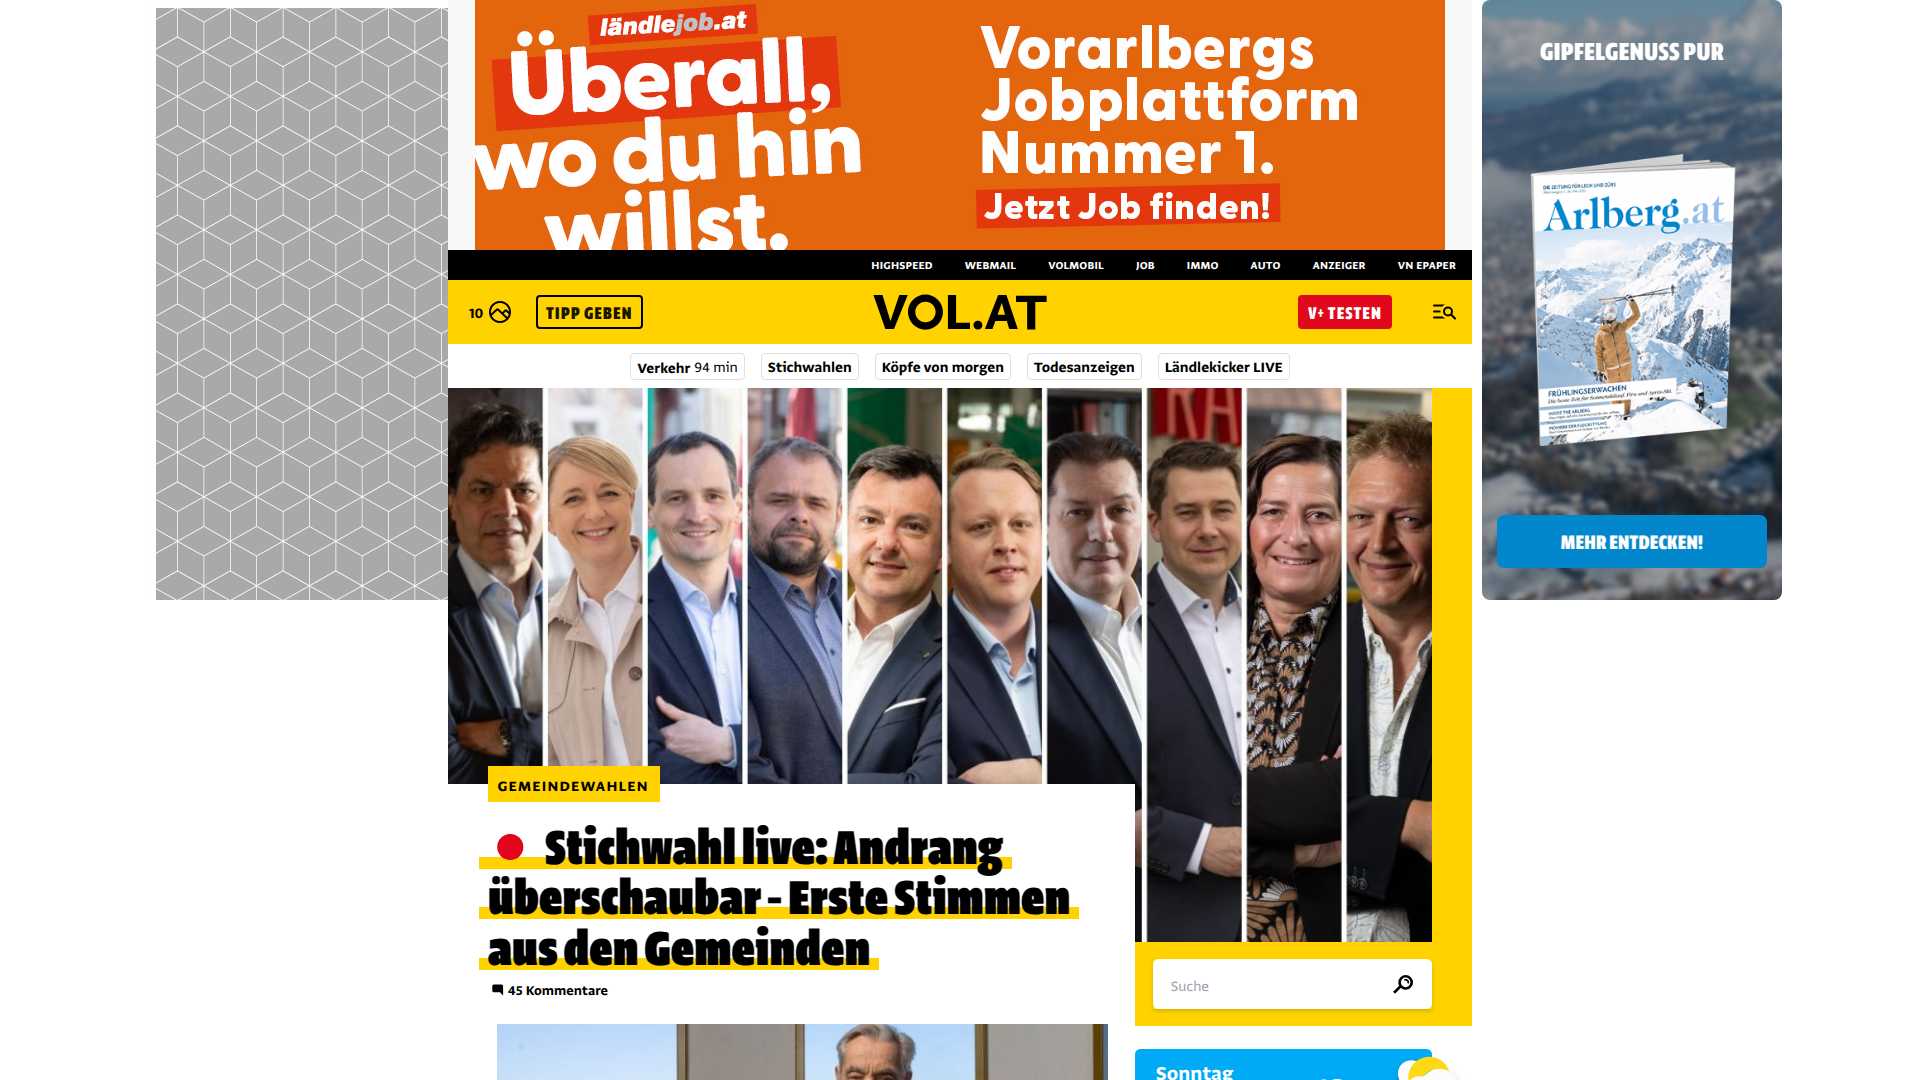 ländlejob.at
Überall,
wo du hin
willst.
Vorarlbergs
Jobplattform
Nummer 1.
Jetzt Job finden!
GIPFELGENUSS PUR
Arlberg.at
FRÜHLINGSERWACHEN
MEHR ENTDECKEN!
HIGHSPEED WEBMAIL VOLMOBIL JOB IMMO AUTO ANZEIGER VN EPAPER
10 TIPP GEBEN VOL.AT V+ TESTEN
Verkehr 94 min Stichwahlen Köpfe von morgen Todesanzeigen Ländlekicker LIVE
GEMEINDEWAHLEN
Stichwahl live: Andrang
überschaubar - Erste Stimmen
aus den Gemeinden
45 Kommentare
Suche
Sonntag